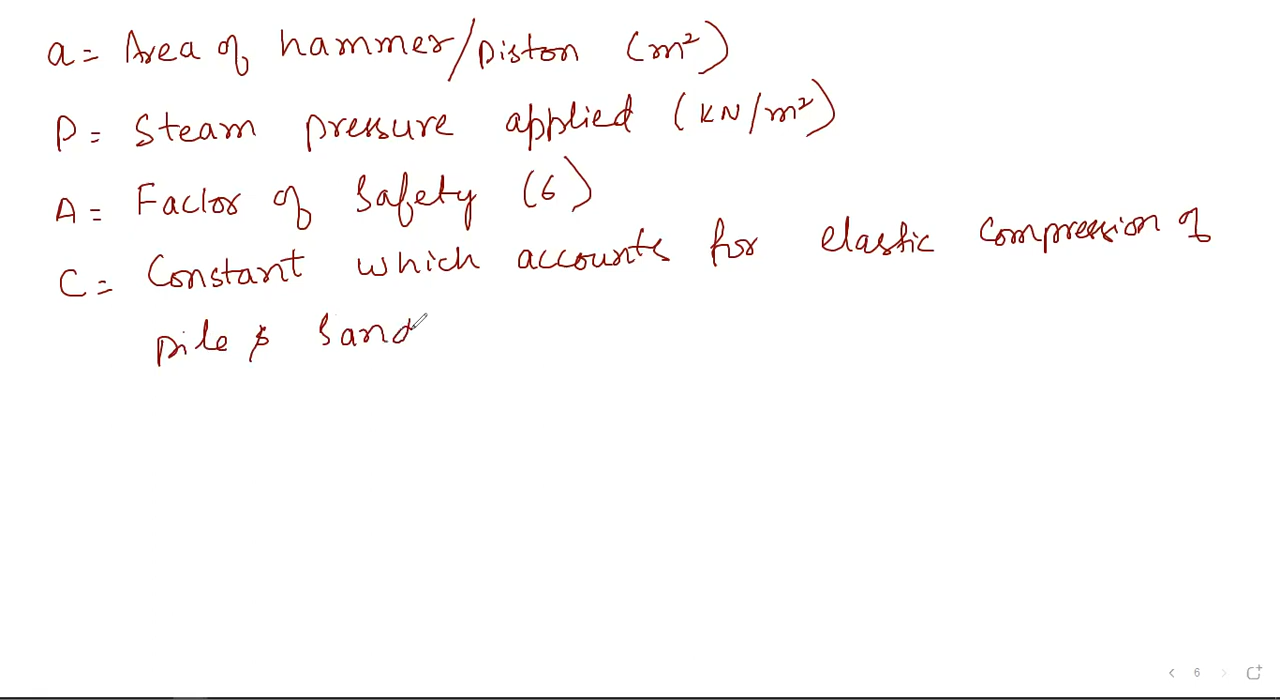 a = Area of hammer/piston (m²)
P = Steam pressure applied (KN/m²)
A = Factor of Safety (6)
C = Constant which accounts for elastic compression of
pile & Sand
6